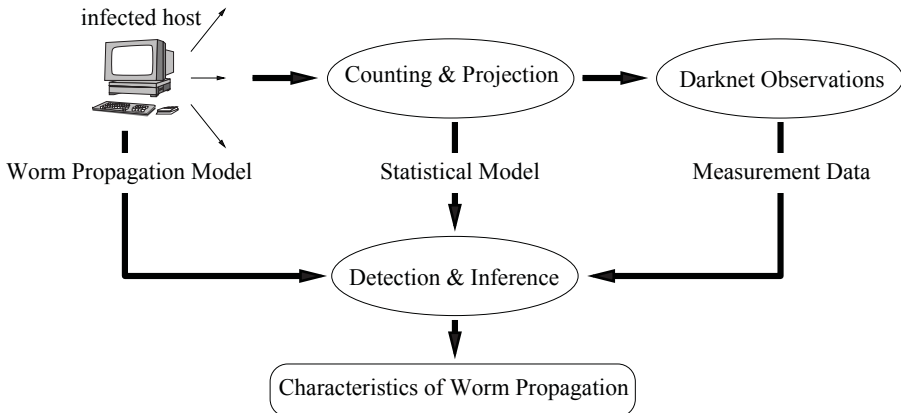 infected host
Counting & Projection
Darknet Observations
Worm Propagation Model
Statistical Model
Measurement Data
Detection & Inference
Characteristics of Worm Propagation